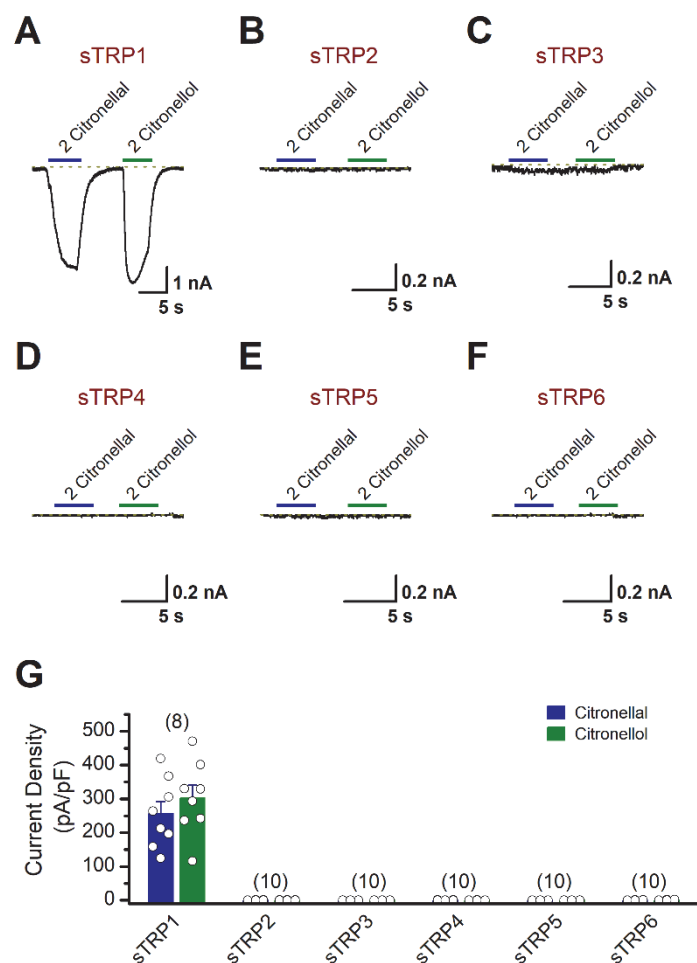 A
sTRP1
2 Citronellal
2 Citronellol
1 nA
5 s
B
sTRP2
2 Citronellal
2 Citronellol
0.2 nA
5 s
C
sTRP3
2 Citronellal
2 Citronellol
0.2 nA
5 s
D
sTRP4
2 Citronellal
2 Citronellol
0.2 nA
5 s
E
sTRP5
2 Citronellal
2 Citronellol
0.2 nA
5 s
F
sTRP6
2 Citronellal
2 Citronellol
0.2 nA
5 s
G
Current Density
(pA/pF)
500
400
300
200
100
0
(8)
(10)
(10)
(10)
(10)
(10)
Citronellal
Citronellol
sTRP1
sTRP2
sTRP3
sTRP4
sTRP5
sTRP6